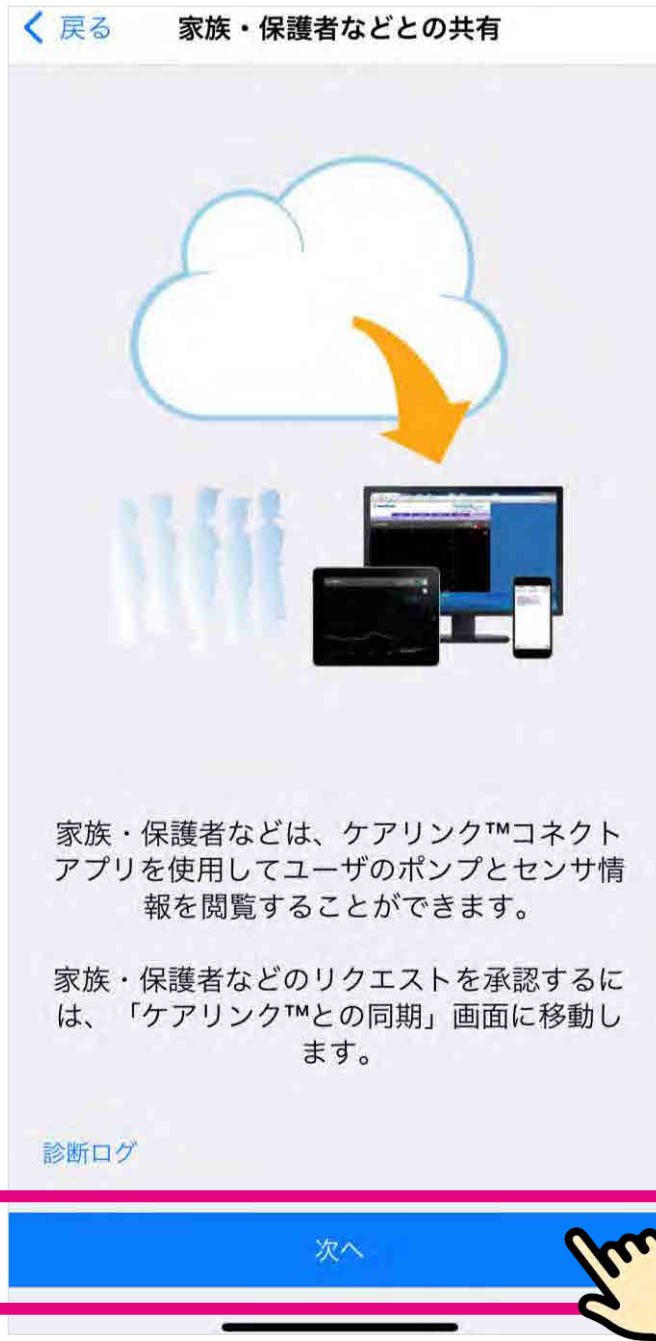 戻る 家族・保護者などとの共有
家族・保護者などは、ケアリンク™コネクト
アプリを使用してユーザのポンプとセンサ情
報を閲覧することができます。
家族・保護者などのリクエストを承認するに
は、「ケアリンク™との同期」画面に移動し
ます。
診断ログ
次へ